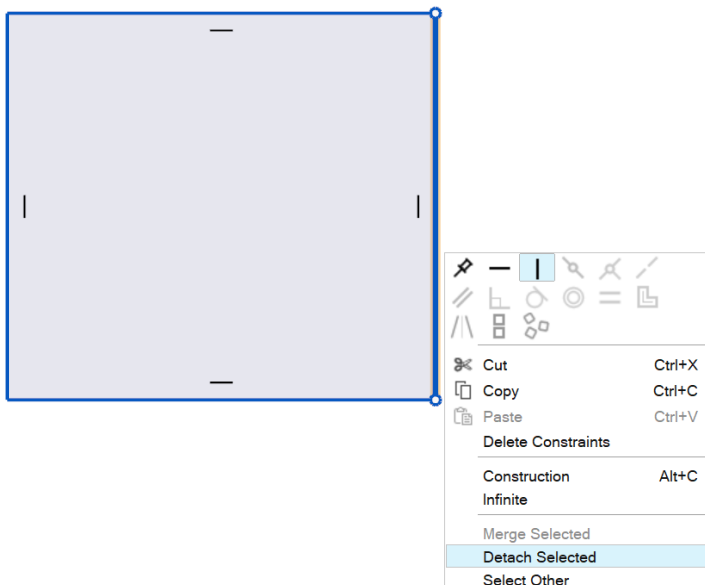 Cut Ctrl+X
Copy Ctrl+C
Paste Ctrl+V
Delete Constraints
Construction Alt+C
Infinite
Merge Selected
Detach Selected
Select Other